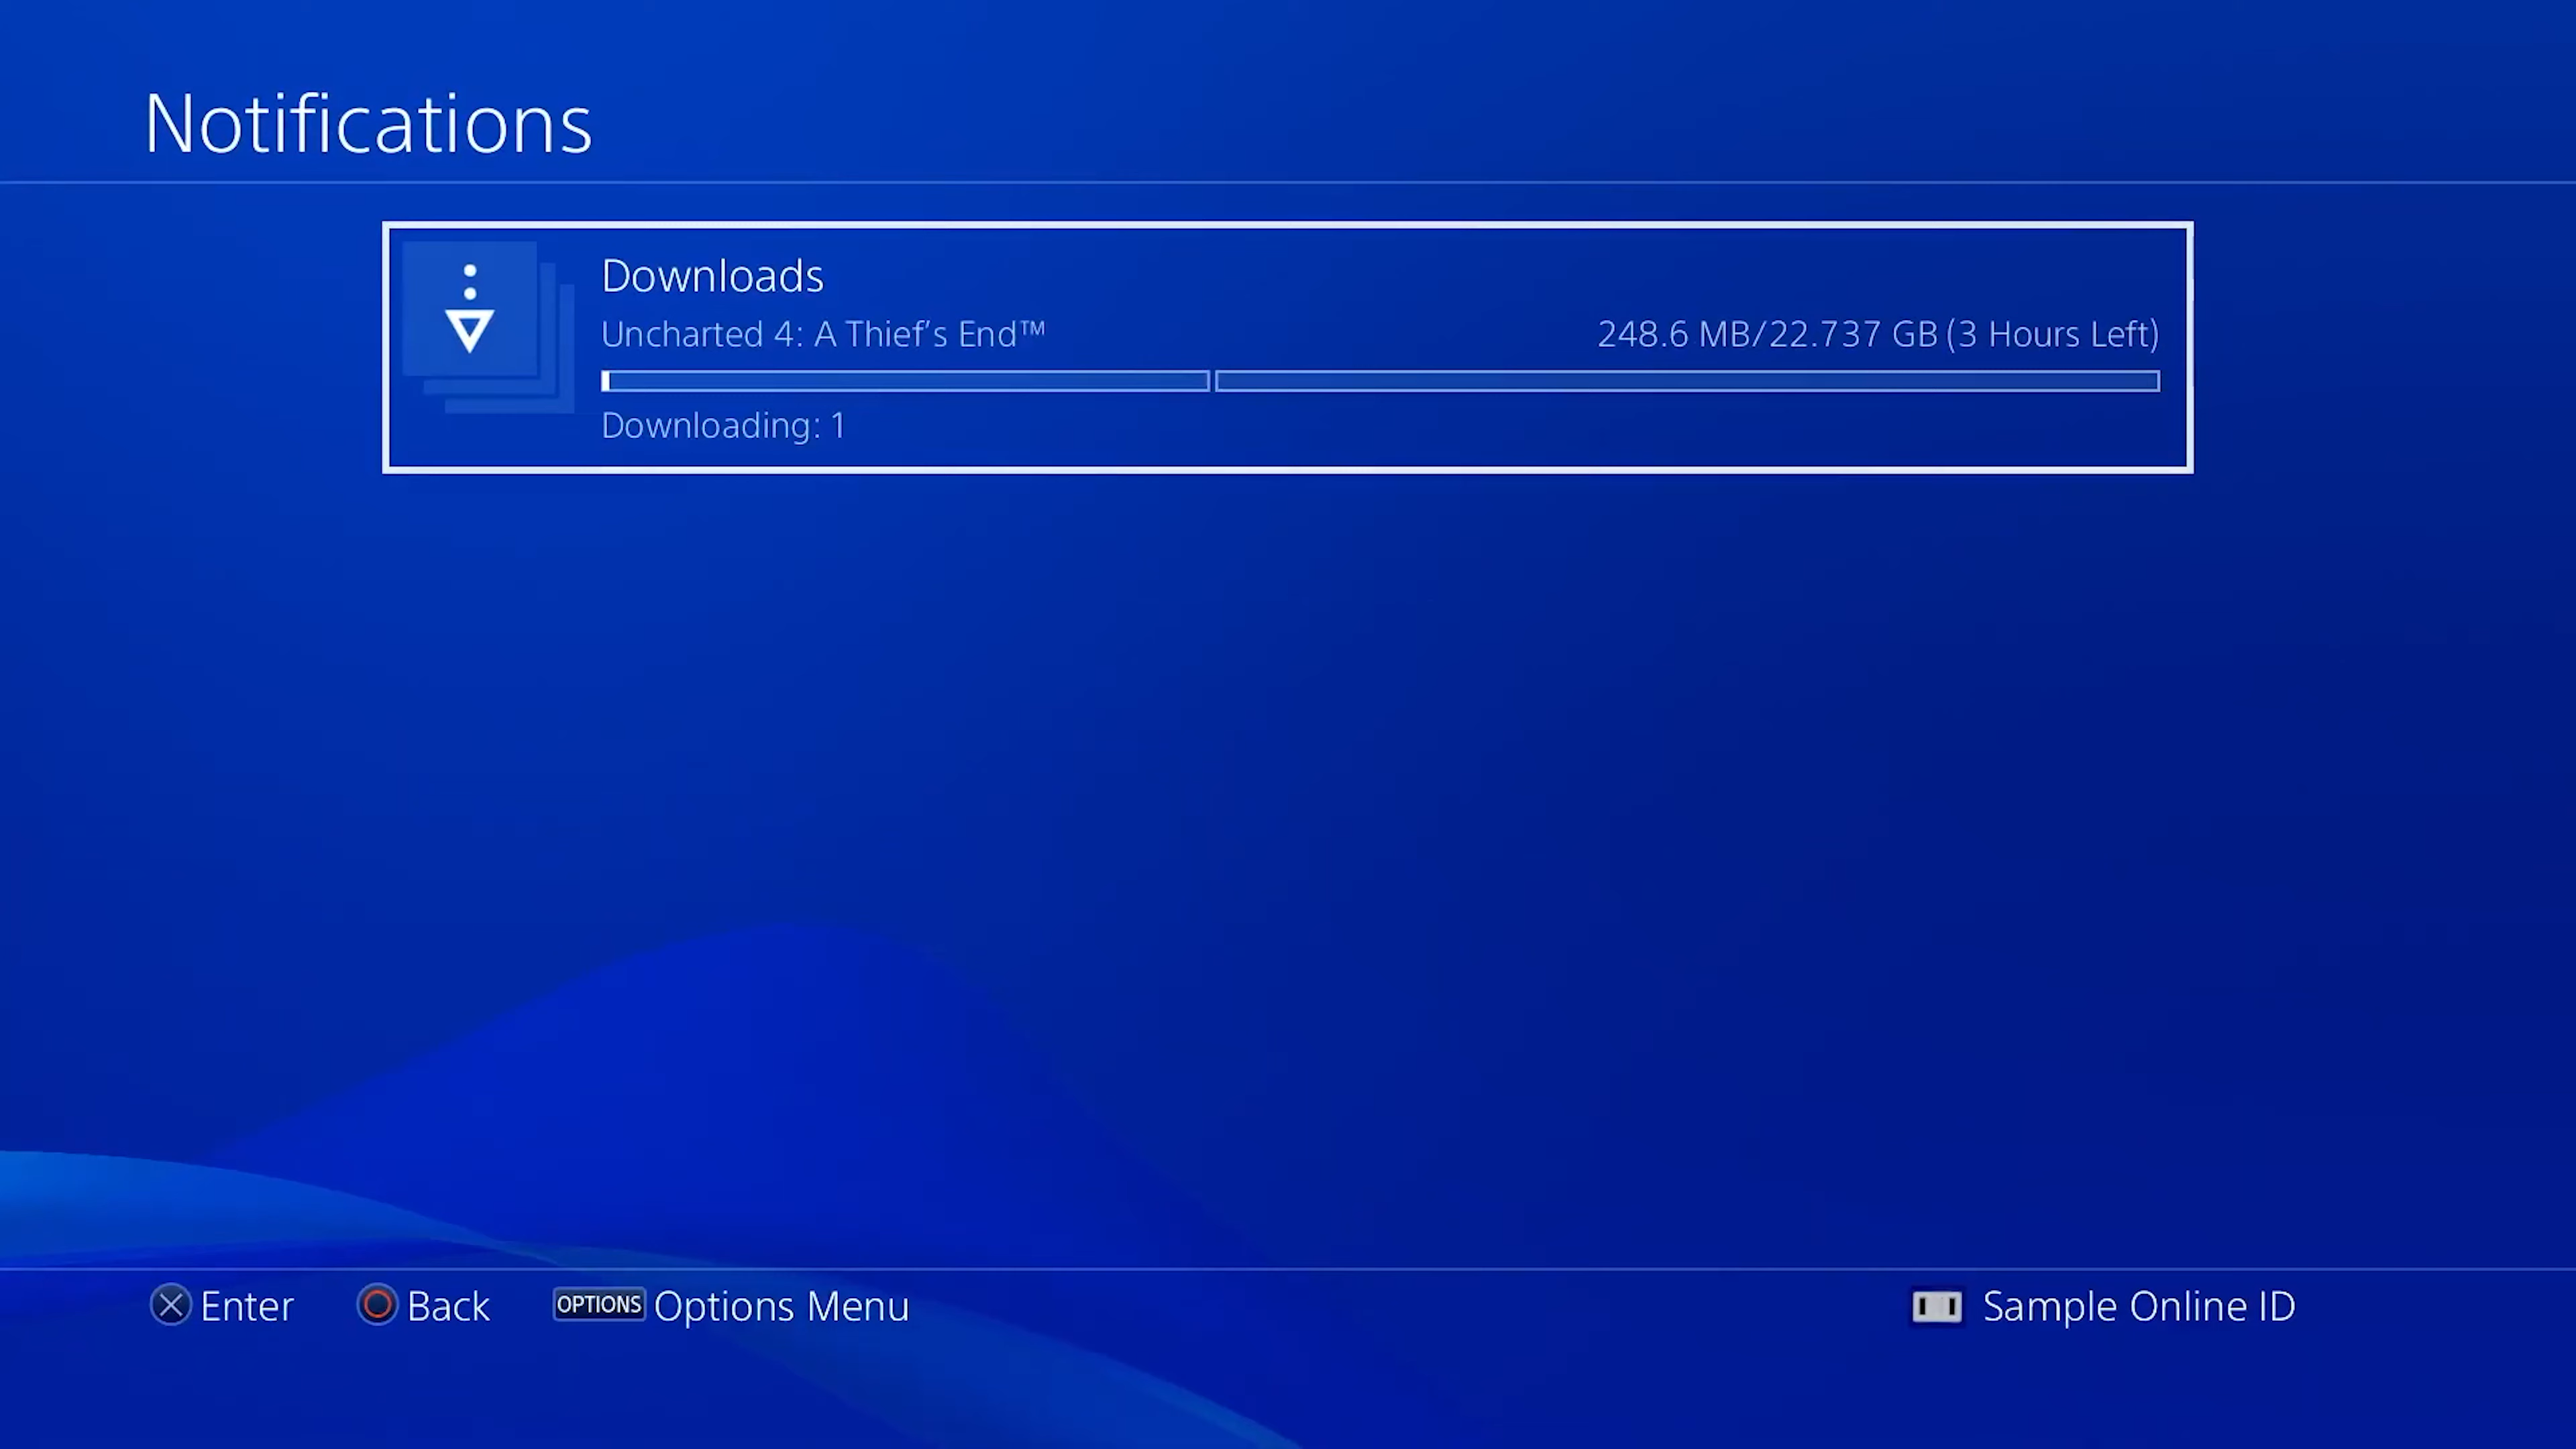 Notifications
Downloads
Uncharted 4: A Thief’s End™ 248.6 MB/22.737 GB (3 Hours Left)
Downloading: 1
Enter Back OPTIONS Options Menu Sample Online ID